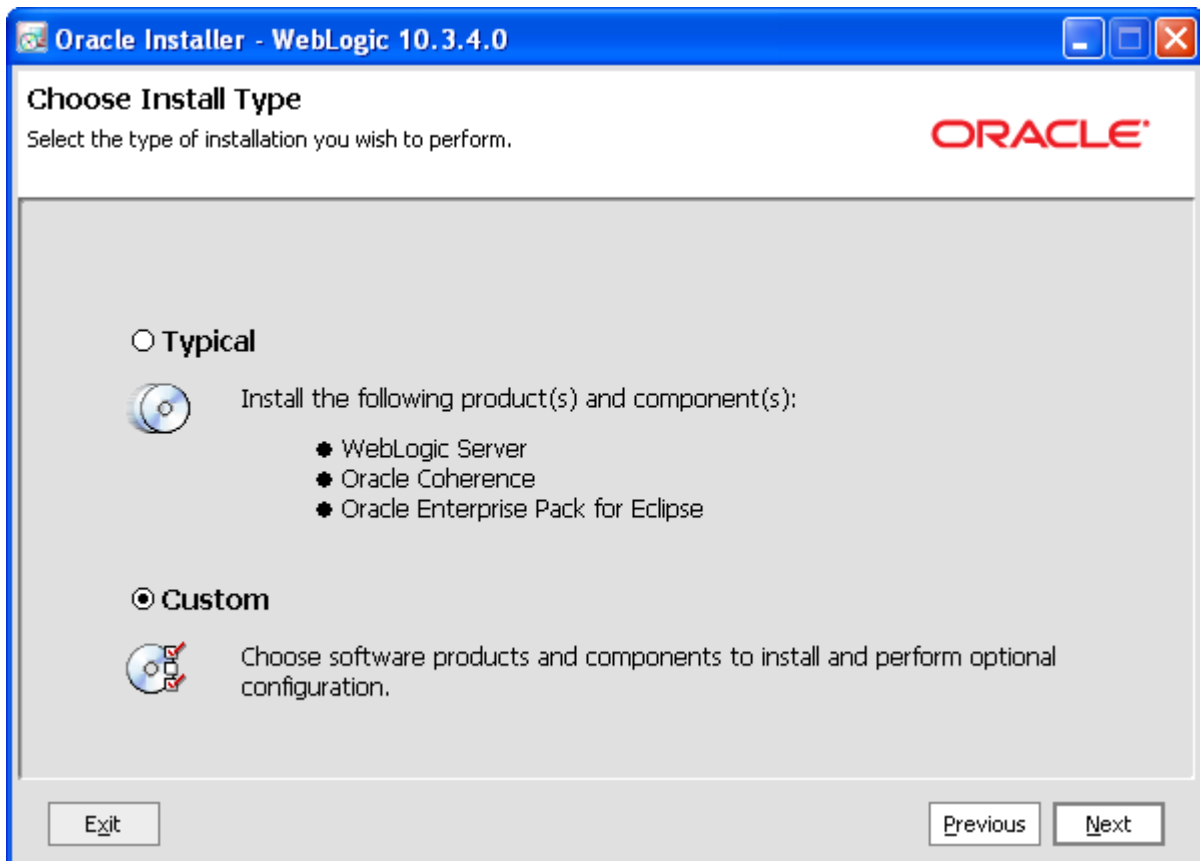 Oracle Installer - WebLogic 10.3.4.0
Choose Install Type
Select the type of installation you wish to perform.
ORACLE
Typical
Install the following product(s) and component(s):
WebLogic Server
Oracle Coherence
Oracle Enterprise Pack for Eclipse
Custom
Choose software products and components to install and perform optional
configuration.
Exit
Previous
Next